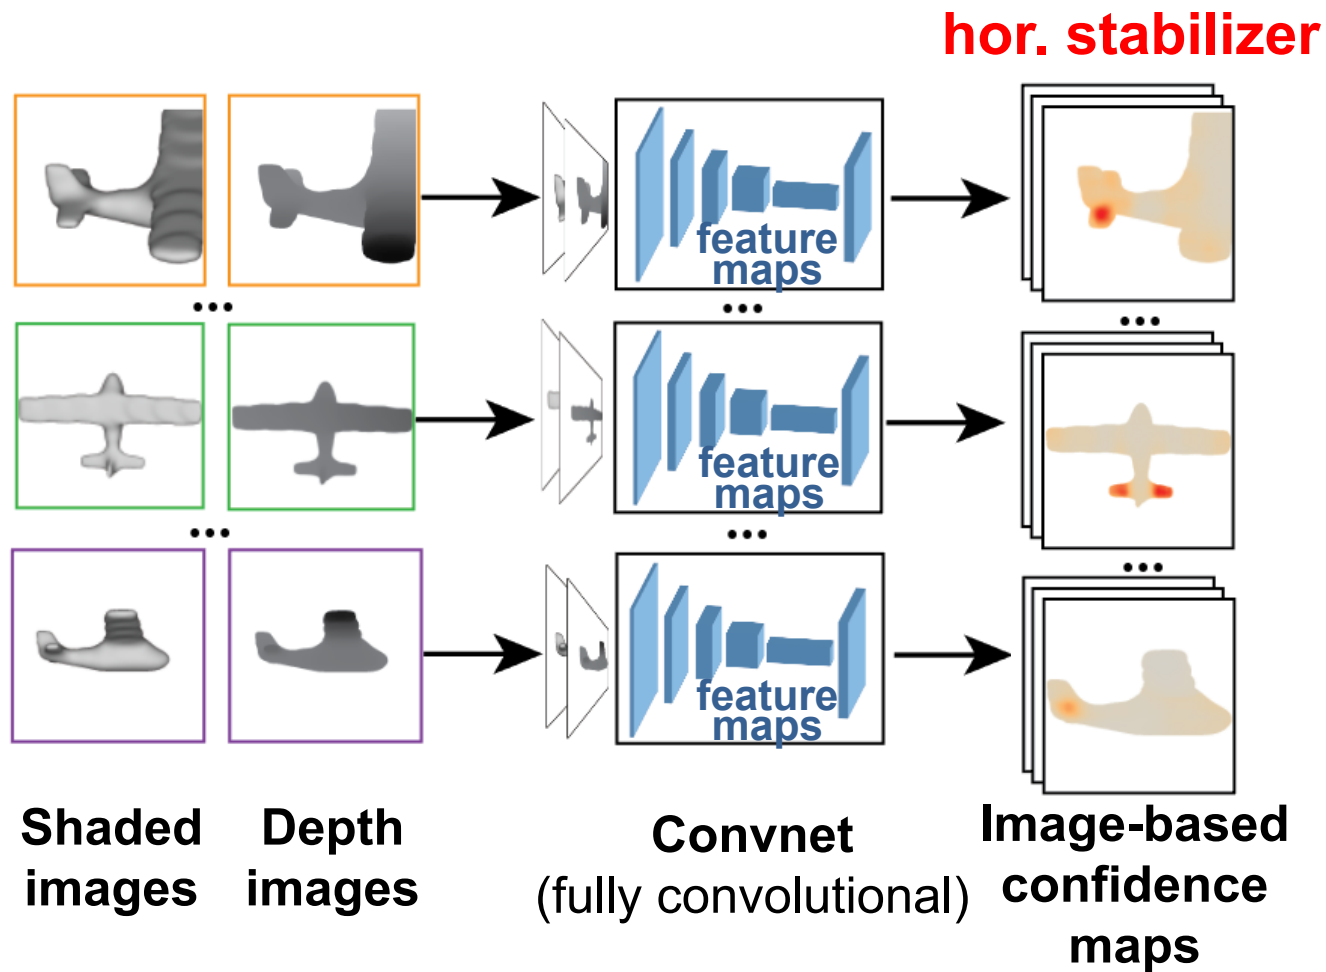 hor. stabilizer
feature
maps
feature
maps
feature
maps
Shaded
images
Depth
images
Convnet
(fully convolutional)
Image-based
confidence
maps